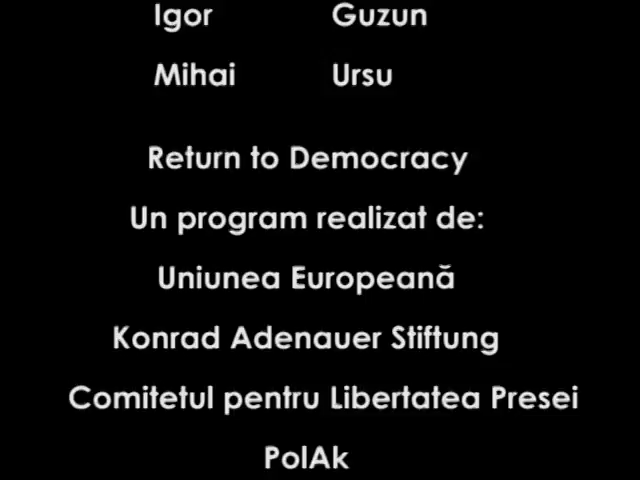 Igor Guzun
Mihai Ursu
Return to Democracy
Un program realizat de:
Uniunea Europeană
Konrad Adenauer Stiftung
Comitetul pentru Libertatea Presei
PolAk